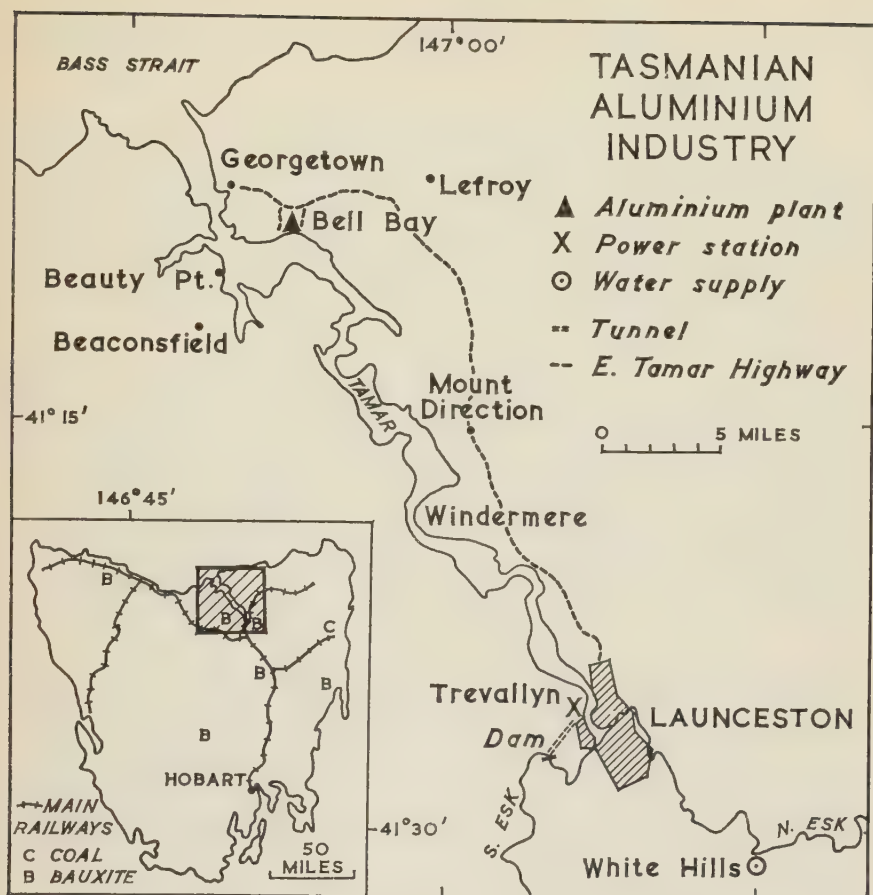 147°00'
BASS STRAIT
TASMANIAN
ALUMINIUM
INDUSTRY
Georgetown
Lefroy
Aluminium plant
Bell Bay
X Power station
Beauty Pt.
Water supply
Tunnel
Beaconsfield
E. Tamar Highway
TAMAR
Mount
Direction
41°15'
0 5 MILES
146°45'
Windermere
B
B
B
C
B
B
B
Trevallyn
X
LAUNCESTON
Dam
HOBART
MAIN
RAILWAYS
C COAL
B BAUXITE
50
MILES
41°30'
S. ESK
N. ESK
White Hills